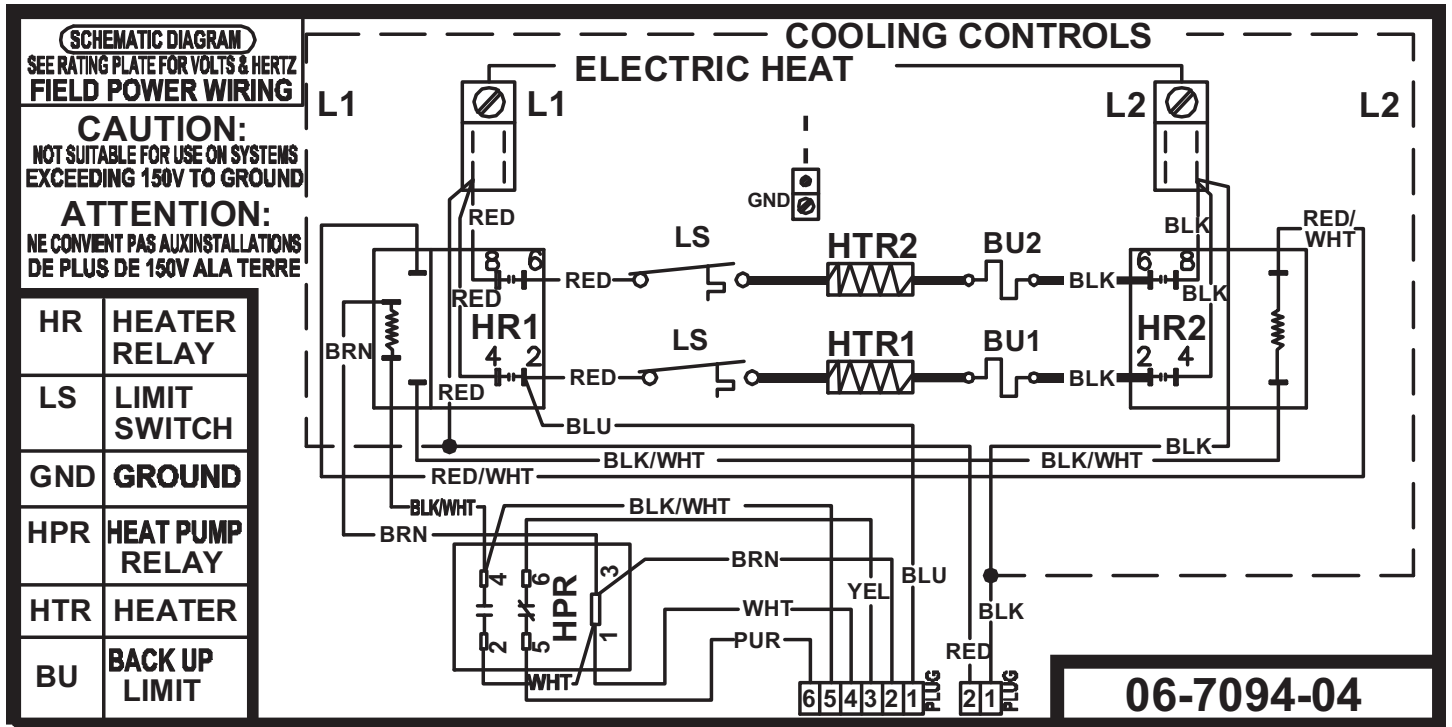 SCHEMATIC DIAGRAM
SEE RATING PLATE FOR VOLTS & HERTZ
FIELD POWER WIRING
CAUTION:
NOT SUITABLE FOR USE ON SYSTEMS
EXCEEDING 150V TO GROUND
ATTENTION:
NE CONVIENT PAS AUXINSTALLATIONS
DE PLUS DE 150V ALA TERRE
HR HEATER
RELAY
LS LIMIT
SWITCH
GND GROUND
HPR HEAT PUMP
RELAY
HTR HEATER
BU BACK UP
LIMIT
COOLING CONTROLS
ELECTRIC HEAT
L1 L1 L2 L2
GND
RED BLK RED/
WHT
LS HTR2 BU2
8 6 RED BLK 6 8
RED RED BLK
HR1 HR2
BRN LS HTR1 BU1
4 2 RED BLK 2 4
RED
BLU
BLK
BLK/WHT BLK/WHT
RED/WHT
BLK/WHT BLK/WHT
BRN
BRN
4 6 3
HPR
2 5 1
BLU
YEL
WHT
BLK
PUR
RED
WHT
6 5 4 3 2 1 PLUG
2 1 PLUG
06-7094-04